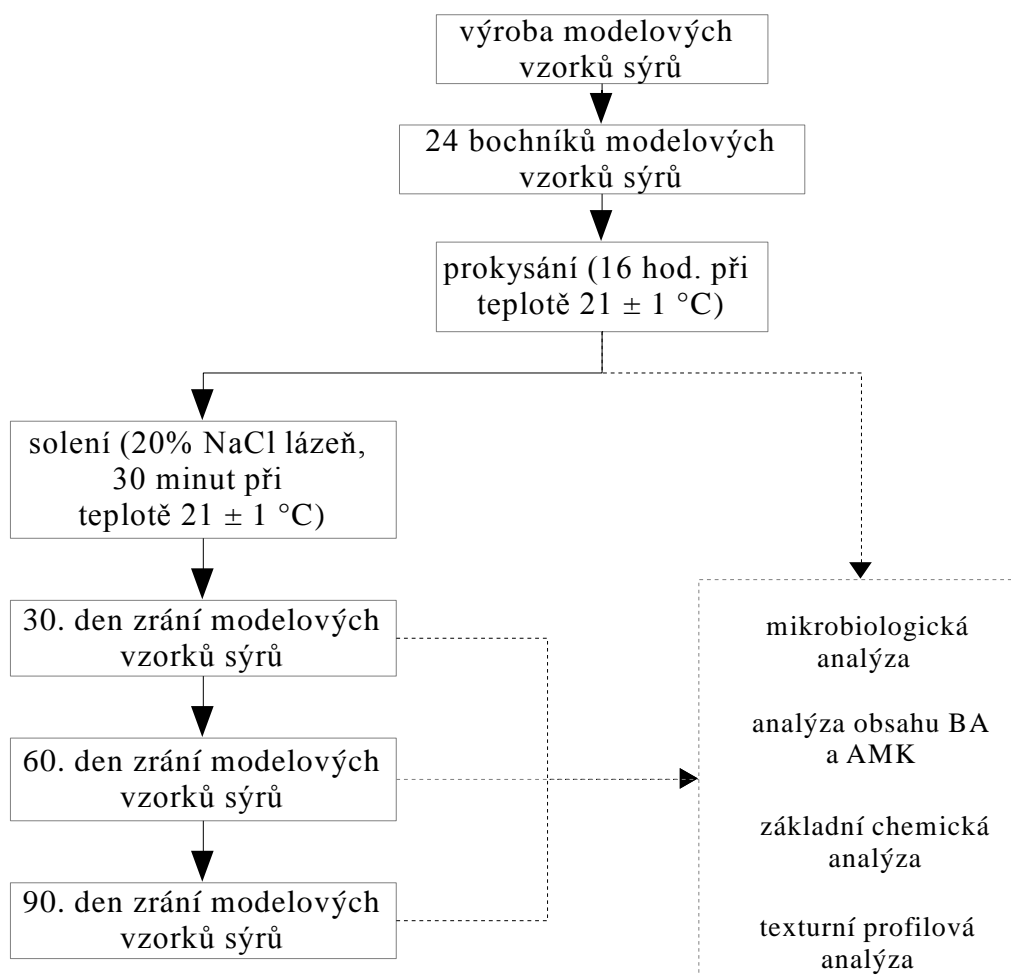 výroba modelových
vzorků sýrů
24 bochníků modelových
vzorků sýrů
prokysání (16 hod. při
teplotě 21 ± 1 °C)
solení (20% NaCl lázeň,
30 minut při
teplotě 21 ± 1 °C)
30. den zrání modelových
vzorků sýrů
60. den zrání modelových
vzorků sýrů
90. den zrání modelových
vzorků sýrů
mikrobiologická
analýza
analýza obsahu BA
a AMK
základní chemická
analýza
texturní profilová
analýza